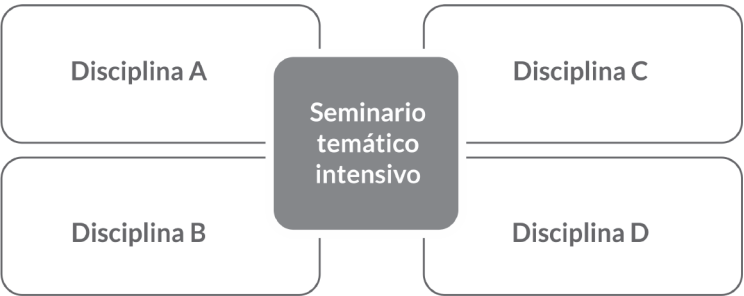 Disciplina A
Disciplina C
Seminario
temático
intensivo
Disciplina B
Disciplina D